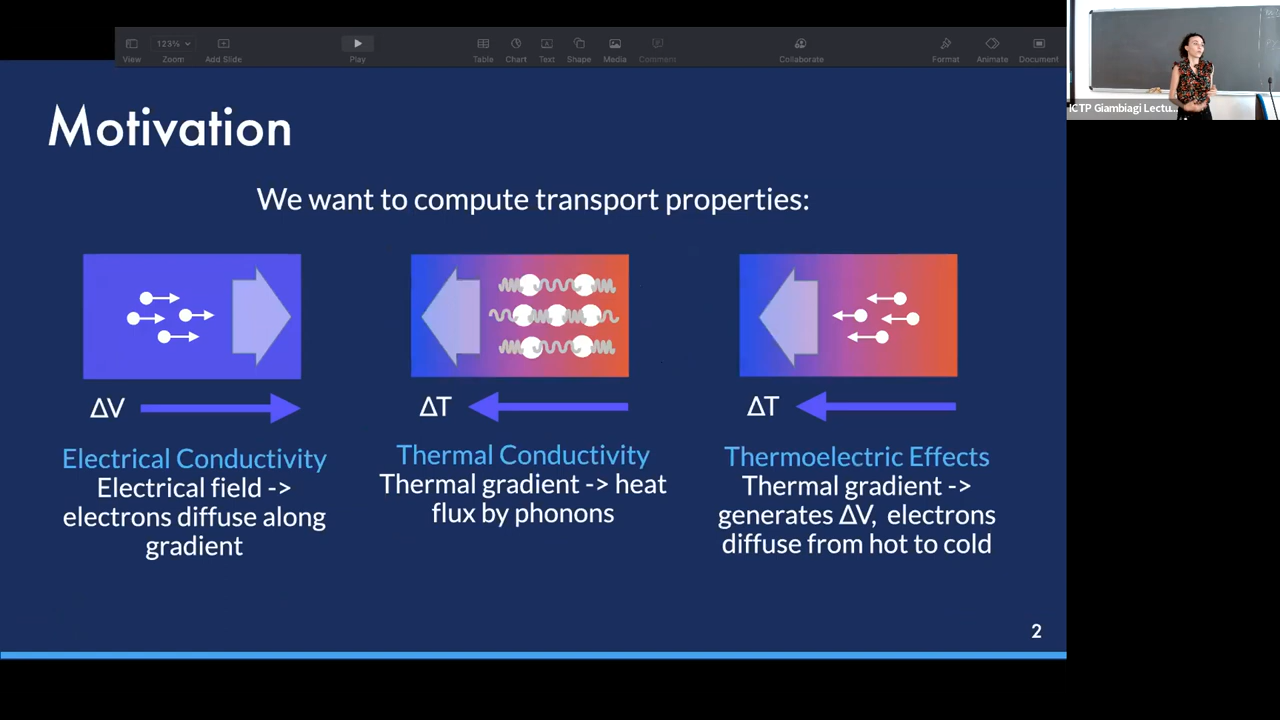 123%
View
Zoom
Add Slide
Play
Table
Chart
Text
Shape
Media
Comment
Collaborate
Format
Animate
Document
ICTP Giambiagi Lectu...
Motivation
We want to compute transport properties:
ΔV
Electrical Conductivity
Electrical field ->
electrons diffuse along
gradient
ΔT
Thermal Conductivity
Thermal gradient -> heat
flux by phonons
ΔT
Thermoelectric Effects
Thermal gradient ->
generates ΔV, electrons
diffuse from hot to cold
2